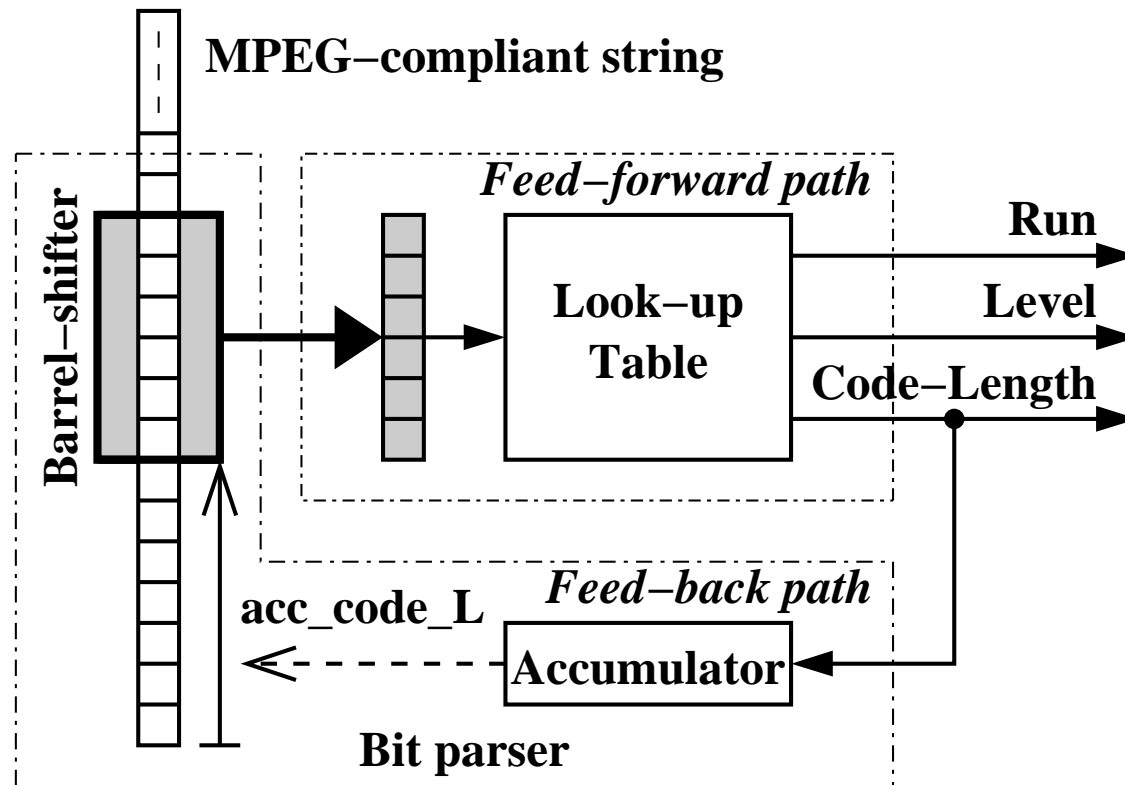 MPEG−compliant string
Feed−forward path
Barrel−shifter
Look−up
Table
Run
Level
Code−Length
Feed−back path
acc_code_L
Accumulator
Bit parser